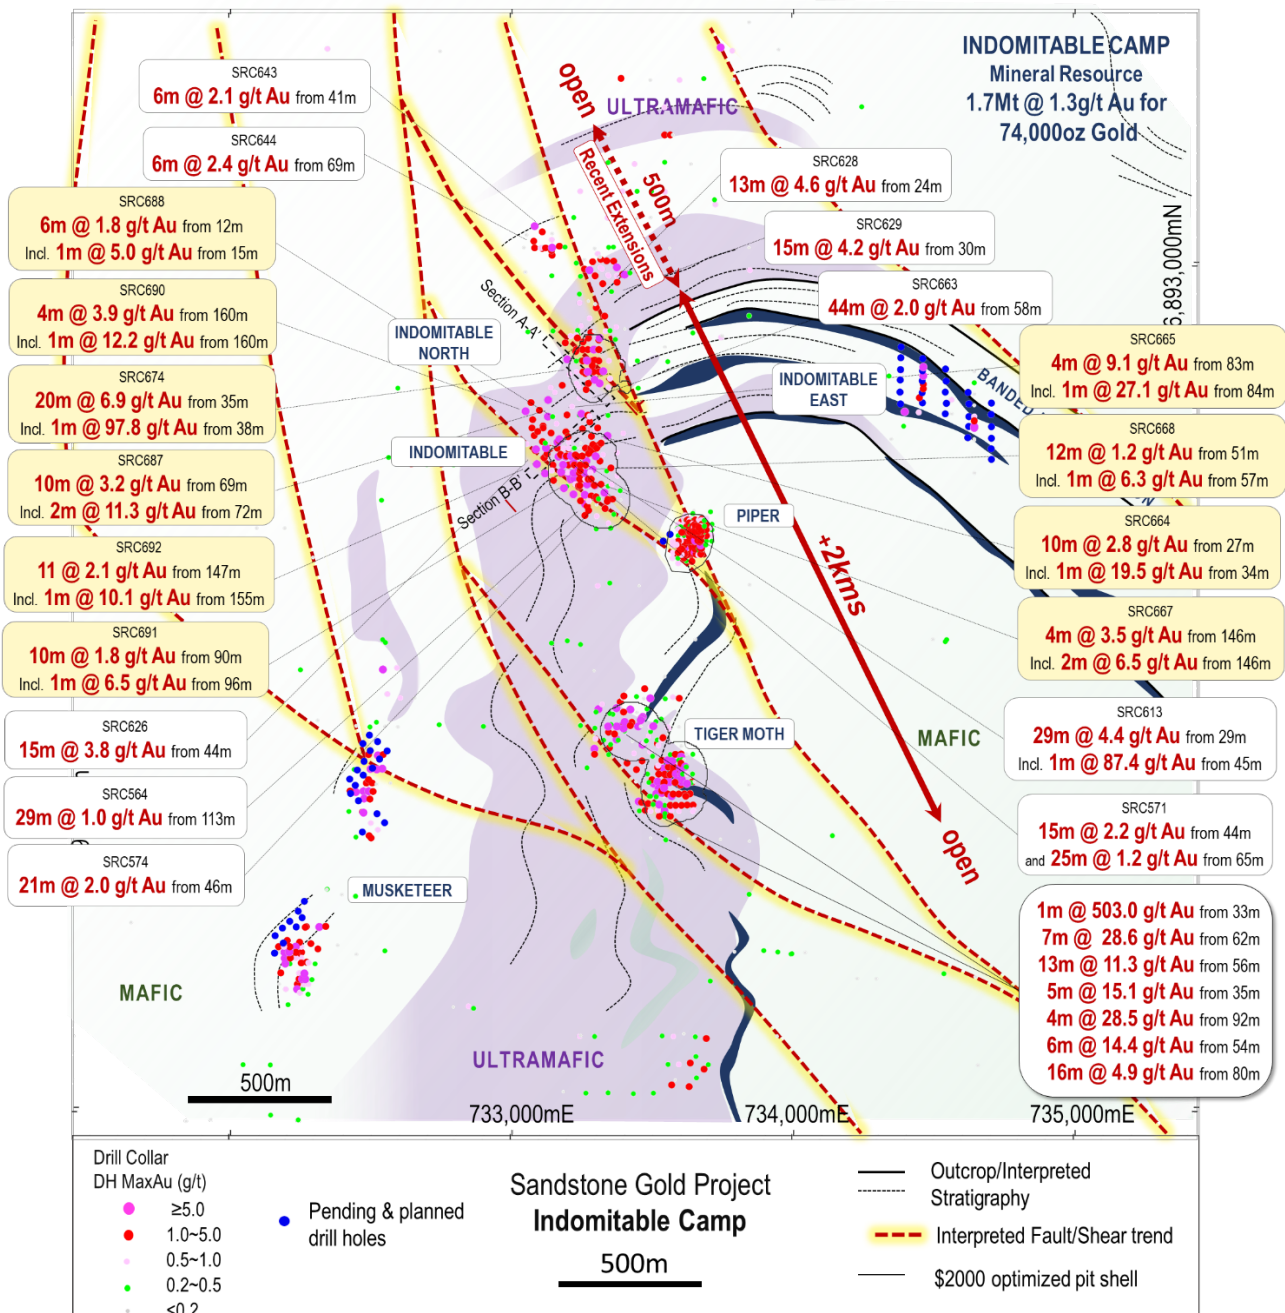 INDOMITABLE CAMP
Mineral Resource
1.7Mt @ 1.3g/t Au for
74,000oz Gold
SRC643
6m @ 2.1 g/t Au from 41m
SRC644
6m @ 2.4 g/t Au from 69m
SRC688
6m @ 1.8 g/t Au from 12m
Incl. 1m @ 5.0 g/t Au from 15m
SRC690
4m @ 3.9 g/t Au from 160m
Incl. 1m @ 12.2 g/t Au from 160m
SRC674
20m @ 6.9 g/t Au from 35m
Incl. 1m @ 97.8 g/t Au from 38m
SRC687
10m @ 3.2 g/t Au from 69m
Incl. 2m @ 11.3 g/t Au from 72m
SRC692
11 @ 2.1 g/t Au from 147m
Incl. 1m @ 10.1 g/t Au from 155m
SRC691
10m @ 1.8 g/t Au from 90m
Incl. 1m @ 6.5 g/t Au from 96m
SRC626
15m @ 3.8 g/t Au from 44m
SRC564
29m @ 1.0 g/t Au from 113m
SRC574
21m @ 2.0 g/t Au from 46m
open
ULTRAMAFIC
Recent Extensions
500m
SRC628
13m @ 4.6 g/t Au from 24m
SRC629
15m @ 4.2 g/t Au from 30m
SRC663
44m @ 2.0 g/t Au from 58m
,893,000mN
SRC665
4m @ 9.1 g/t Au from 83m
Incl. 1m @ 27.1 g/t Au from 84m
SRC668
12m @ 1.2 g/t Au from 51m
Incl. 1m @ 6.3 g/t Au from 57m
SRC664
10m @ 2.8 g/t Au from 27m
Incl. 1m @ 19.5 g/t Au from 34m
SRC667
4m @ 3.5 g/t Au from 146m
Incl. 2m @ 6.5 g/t Au from 146m
SRC613
29m @ 4.4 g/t Au from 29m
Incl. 1m @ 87.4 g/t Au from 45m
SRC571
15m @ 2.2 g/t Au from 44m
and 25m @ 1.2 g/t Au from 65m
1m @ 503.0 g/t Au from 33m
7m @ 28.6 g/t Au from 62m
13m @ 11.3 g/t Au from 56m
5m @ 15.1 g/t Au from 35m
4m @ 28.5 g/t Au from 92m
6m @ 14.4 g/t Au from 54m
16m @ 4.9 g/t Au from 80m
Section A-A'
INDOMITABLE
NORTH
INDOMITABLE
EAST
BANDED
INDOMITABLE
Section B-B'
PIPER
+2kms
TIGER MOTH
MAFIC
open
MUSKETEER
MAFIC
ULTRAMAFIC
500m
733,000mE
734,000mE
735,000mE
Drill Collar
DH MaxAu (g/t)
≥5.0
1.0~5.0
0.5~1.0
0.2~0.5
<0.2
Pending & planned
drill holes
Sandstone Gold Project
Indomitable Camp
500m
Outcrop/Interpreted
Stratigraphy
Interpreted Fault/Shear trend
$2000 optimized pit shell